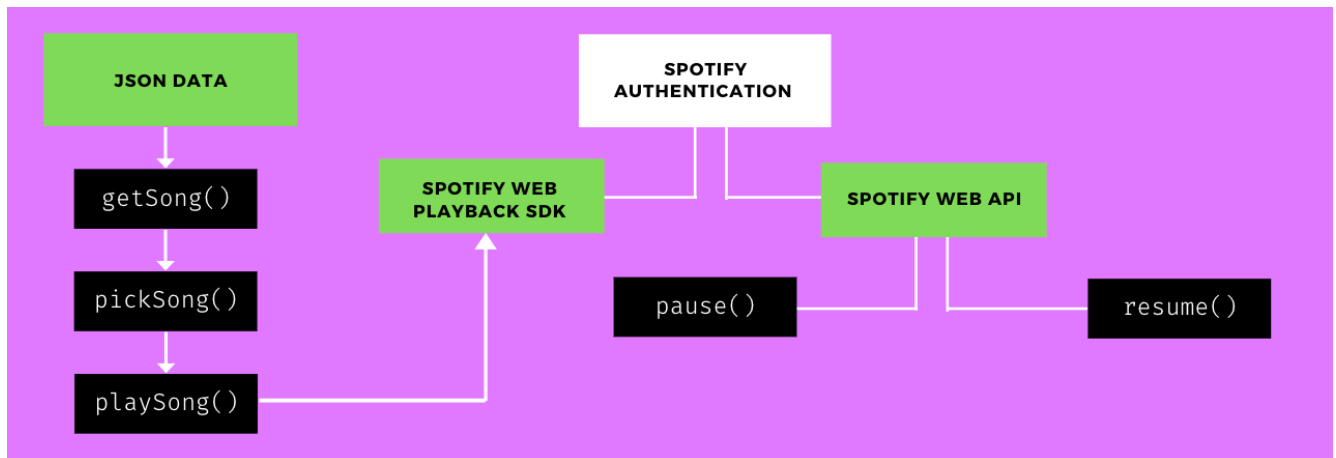 JSON DATA
SPOTIFY
AUTHENTICATION
getSong()
SPOTIFY WEB
PLAYBACK SDK
SPOTIFY WEB API
pickSong()
pause()
resume()
playSong()